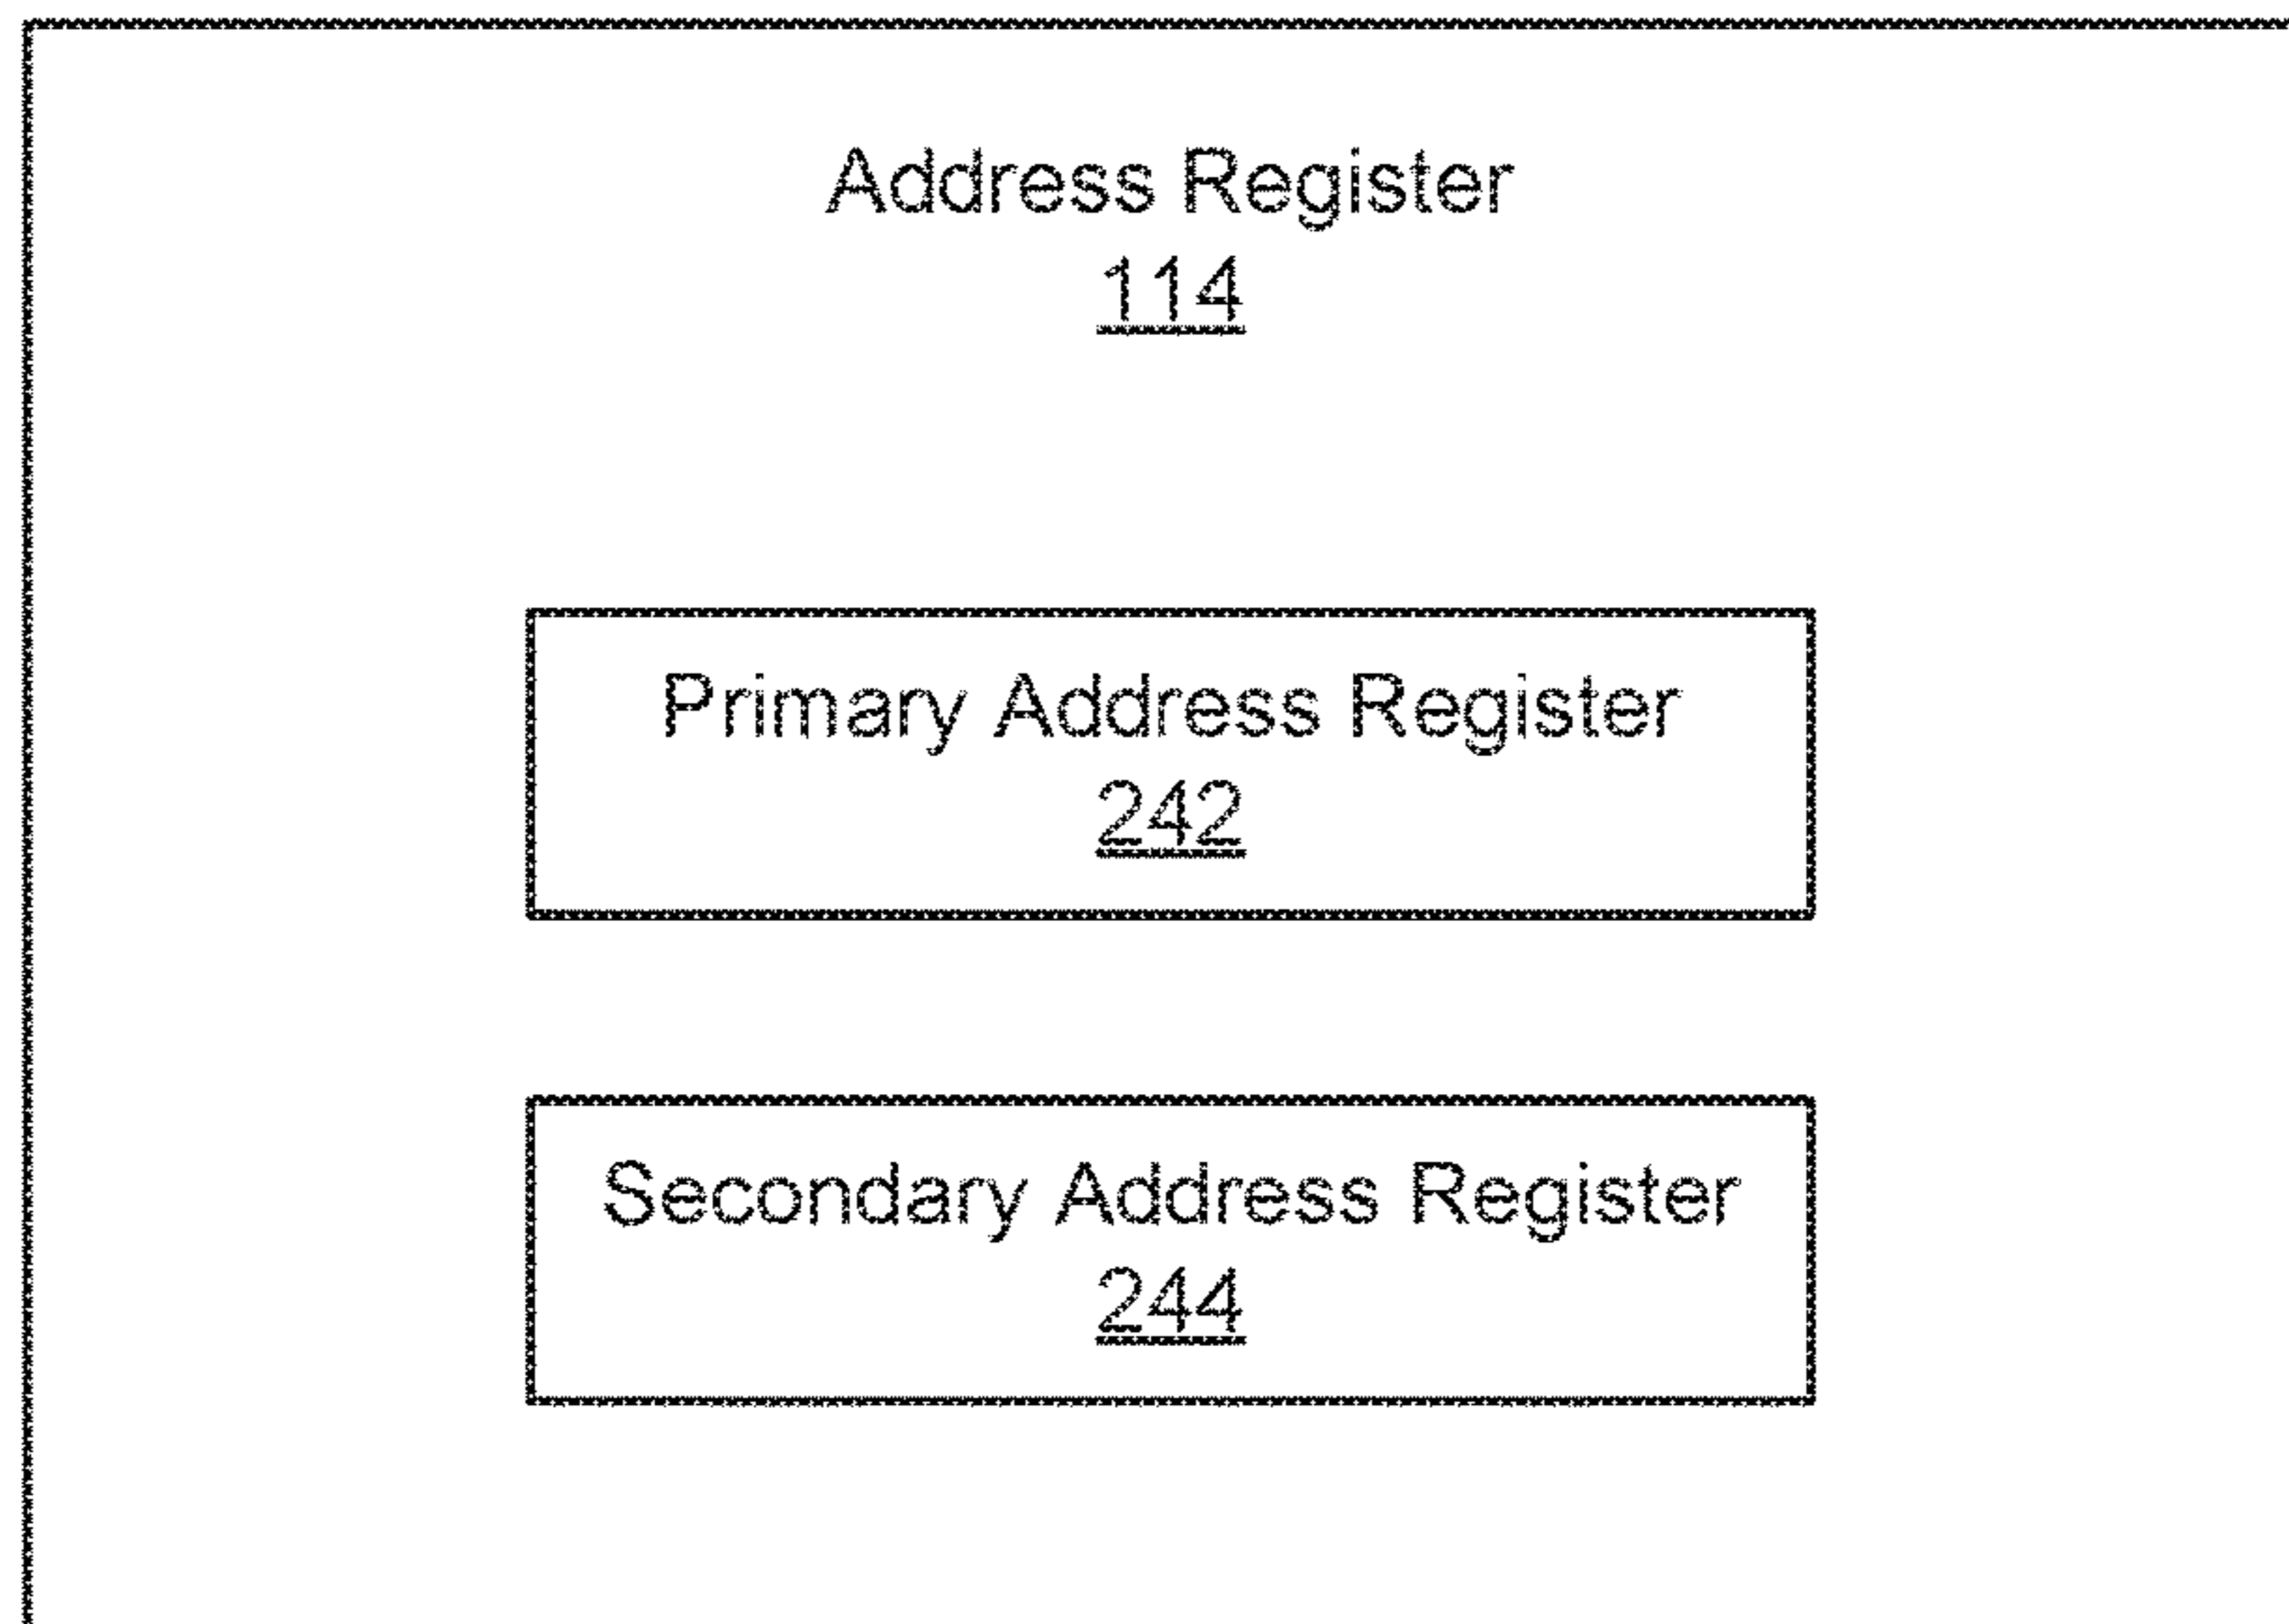 Address Register
114
Primary Address Register
242
Secondary Address Register
244